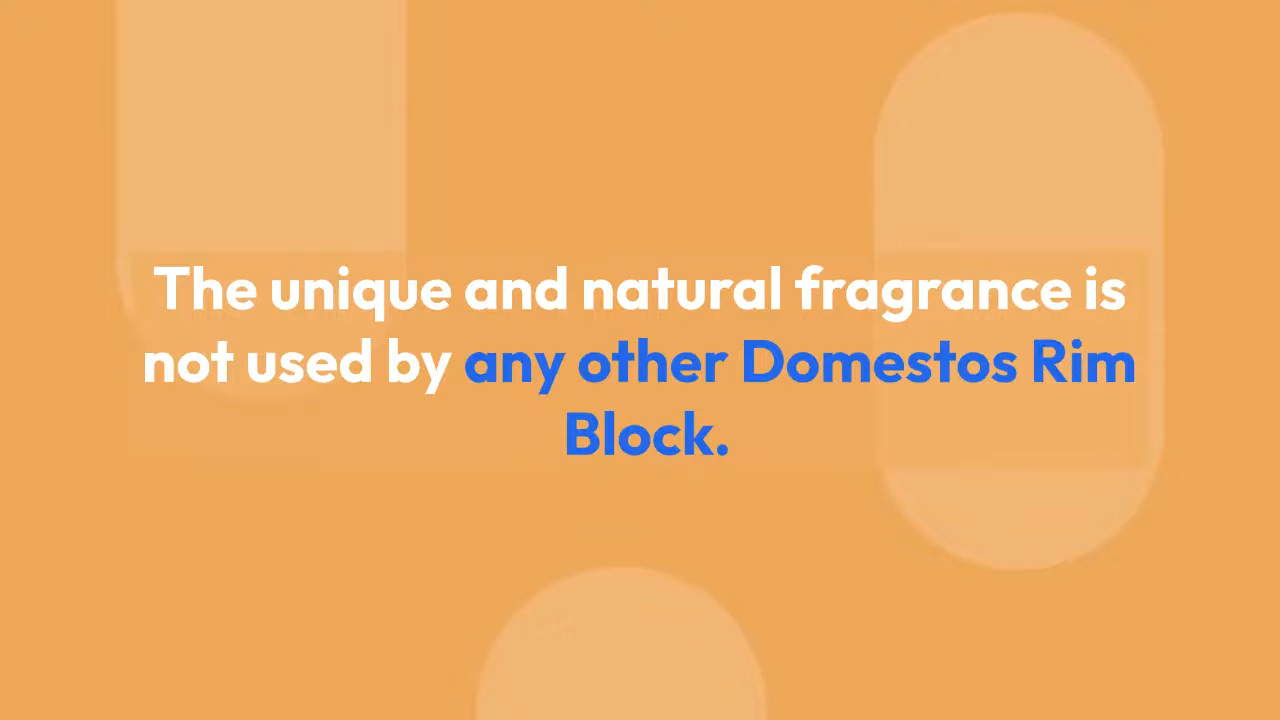 The unique and natural fragrance is
not used by any other Domestos Rim
Block.